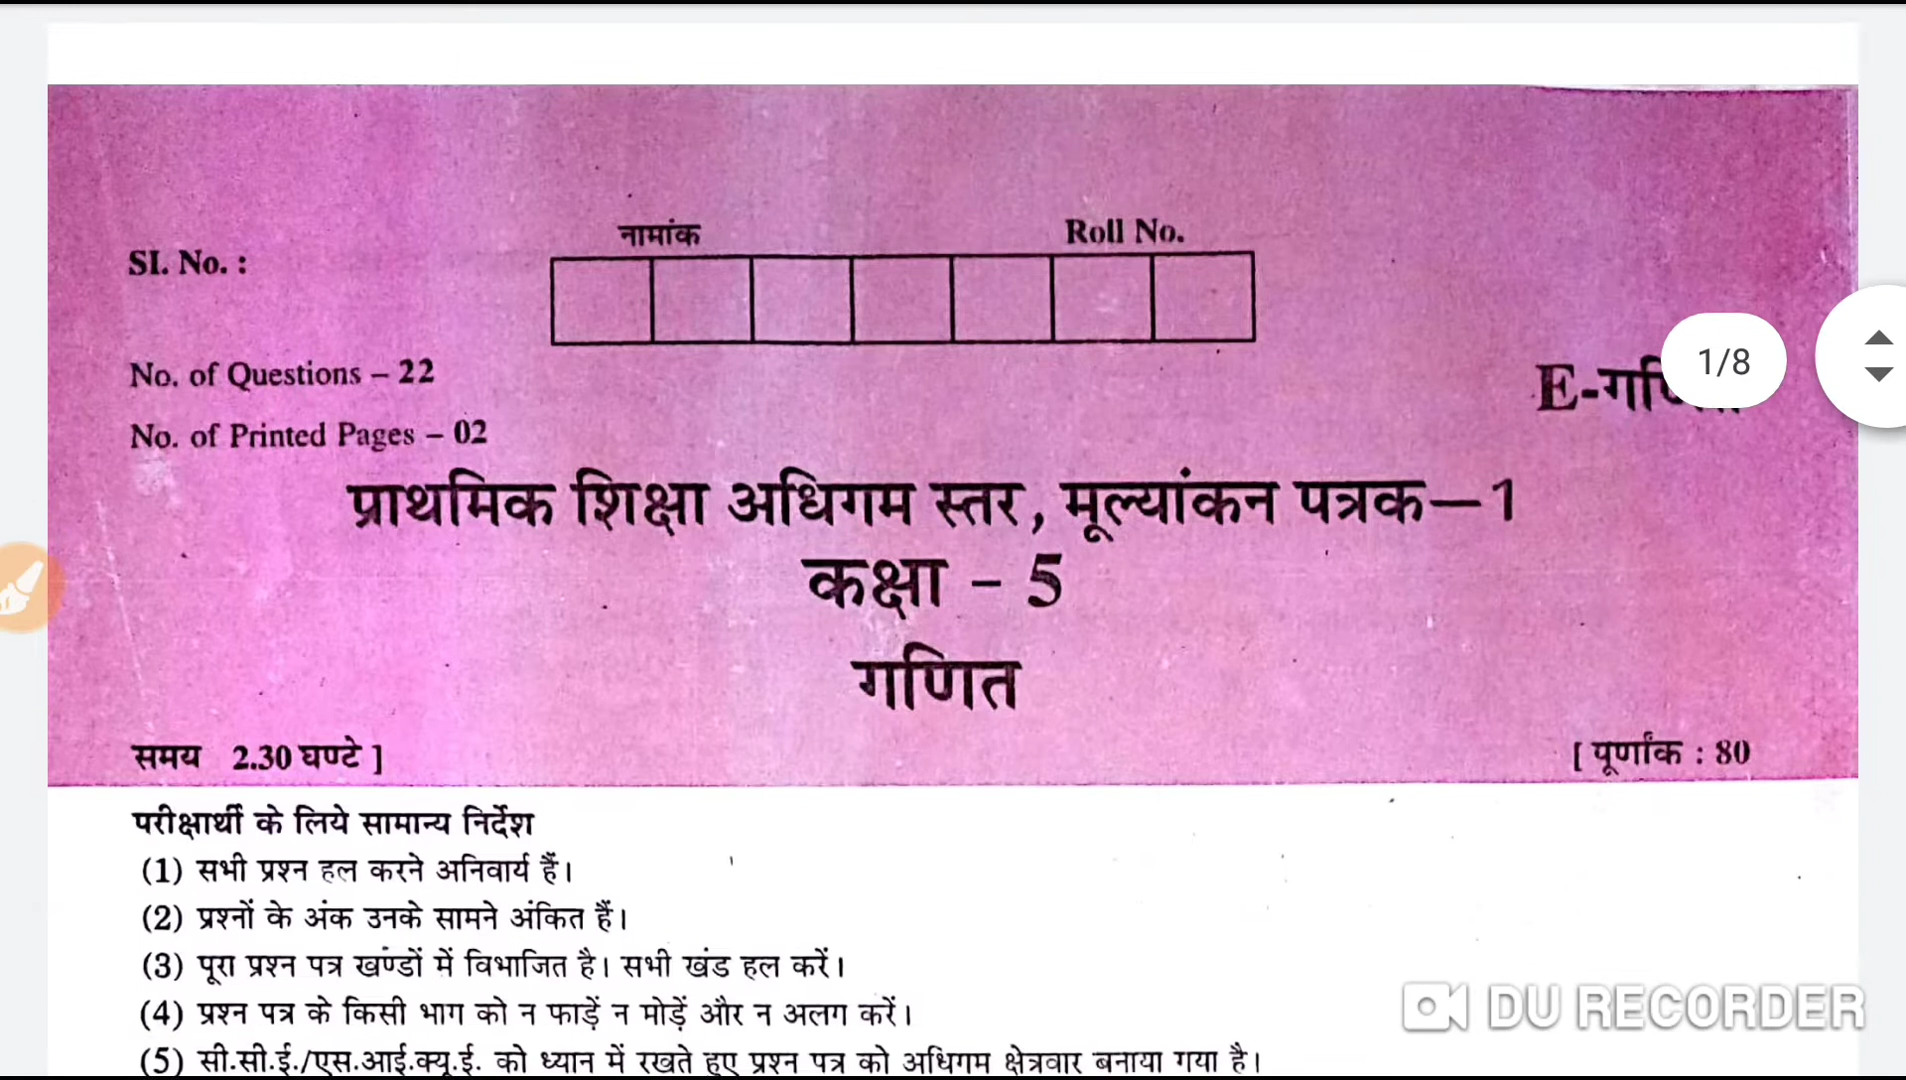 नामांक Roll No.
SI. No. :
No. of Questions – 22
1/8
No. of Printed Pages – 02
प्राथमिक शिक्षा अधिगम स्तर, मूल्यांकन पत्रक—1
कक्षा – 5
गणित
समय 2.30 घण्टे ]
[ पूर्णांक : 80
परीक्षार्थी के लिये सामान्य निर्देश
(1) सभी प्रश्न हल करने अनिवार्य हैं।
(2) प्रश्नों के अंक उनके सामने अंकित हैं।
(3) पूरा प्रश्न पत्र खण्डों में विभाजित है। सभी खंड हल करें।
(4) प्रश्न पत्र के किसी भाग को न फाड़ें न मोड़ें और न अलग करें।
(5) सी.सी.ई./एस.आई.क्यू.ई. को ध्यान में रखते हुए प्रश्न पत्र को अधिगम क्षेत्रवार बनाया गया है।
DU RECORDER